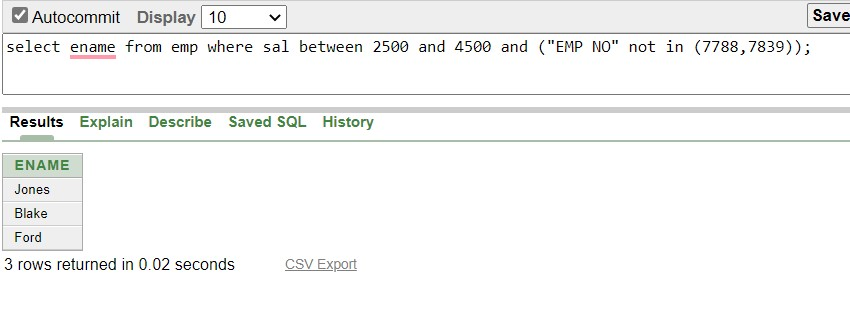 Autocommit Display 10 Save
select ename from emp where sal between 2500 and 4500 and ("EMP NO" not in (7788,7839));
Results Explain Describe Saved SQL History
ENAME
Jones
Blake
Ford
3 rows returned in 0.02 seconds CSV Export